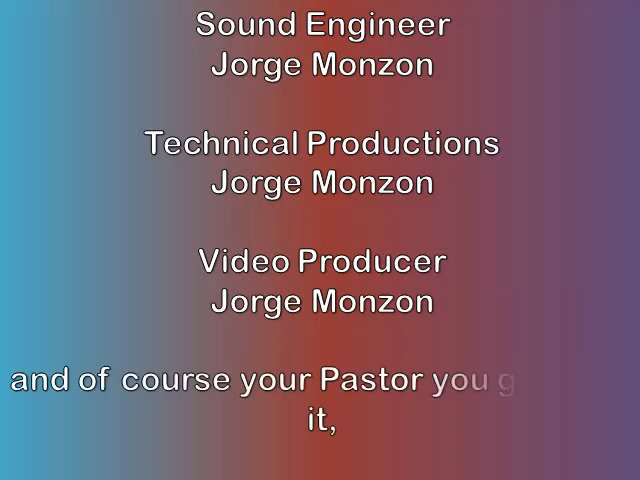 Sound Engineer
Jorge Monzon
Technical Productions
Jorge Monzon
Video Producer
Jorge Monzon
and of course your Pastor you
it,